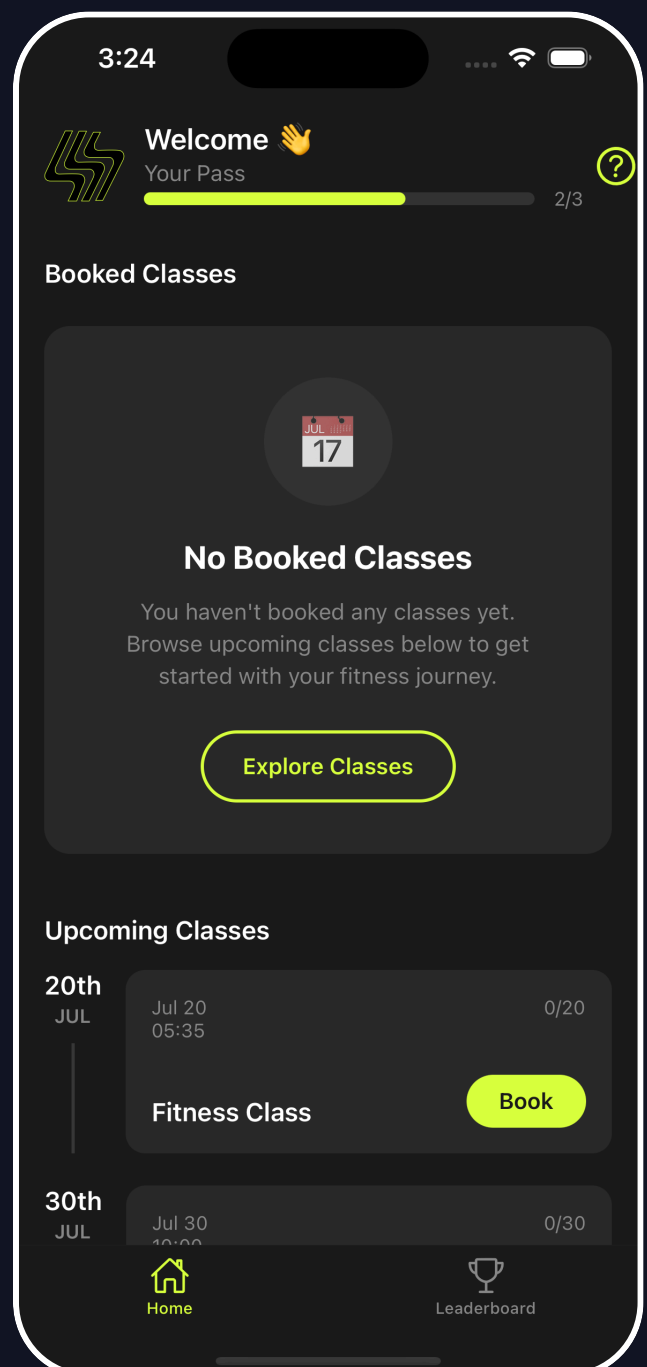 3:24
Welcome 👋
Your Pass
2/3
?
Booked Classes
JUL
17
No Booked Classes
You haven't booked any classes yet.
Browse upcoming classes below to get
started with your fitness journey.
Explore Classes
Upcoming Classes
20th
JUL
Jul 20
05:35
0/20
Fitness Class
Book
30th
JUL
Jul 30
10:00
0/30
Home
Leaderboard